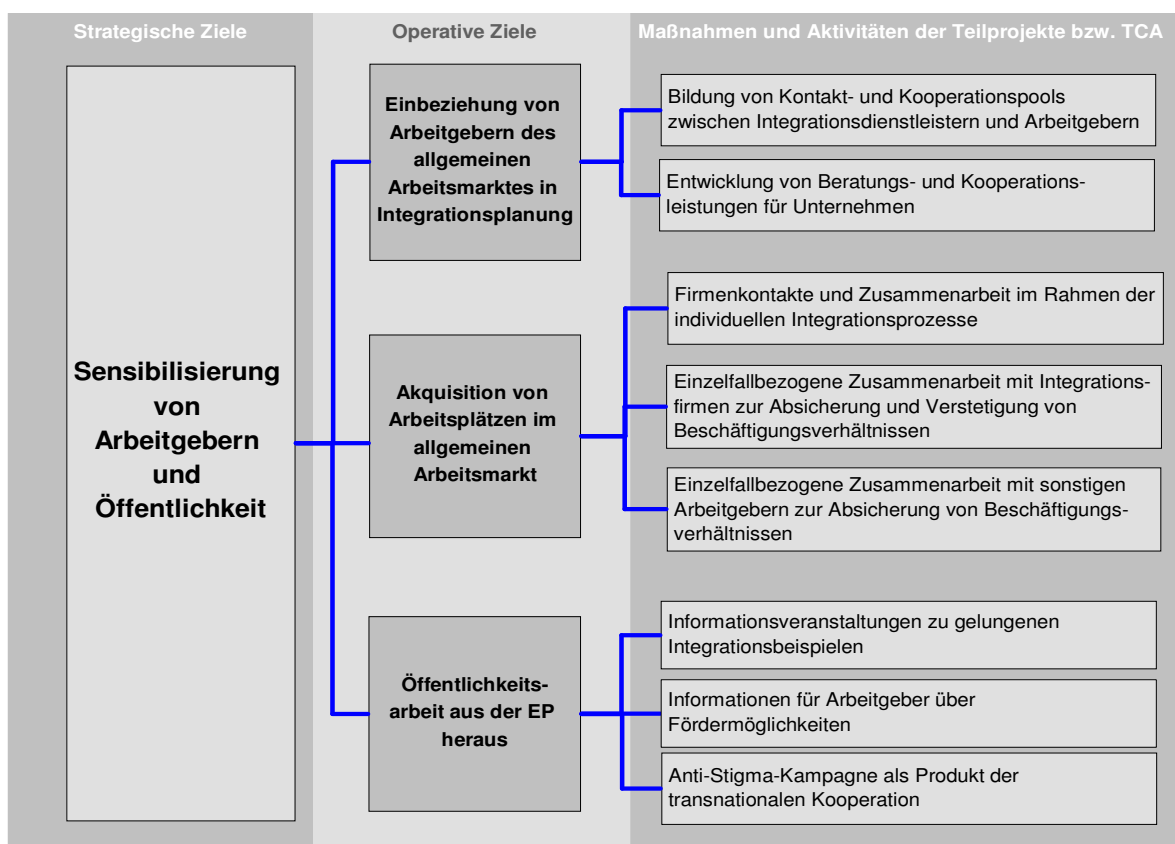 Strategische Ziele
Operative Ziele
Maßnahmen und Aktivitäten der Teilprojekte bzw. TCA
Sensibilisierung
von
Arbeitgebern
und
Öffentlichkeit
Einbeziehung von
Arbeitgebern des
allgemeinen
Arbeitsmarktes in
Integrationsplanung
Bildung von Kontakt- und Kooperationspools
zwischen Integrationsdienstleistern und Arbeitgebern
Entwicklung von Beratungs- und Kooperations-
leistungen für Unternehmen
Akquisition von
Arbeitsplätzen im
allgemeinen
Arbeitsmarkt
Firmenkontakte und Zusammenarbeit im Rahmen der
individuellen Integrationsprozesse
Einzelfallbezogene Zusammenarbeit mit Integrations-
firmen zur Absicherung und Verstetigung von
Beschäftigungsverhältnissen
Einzelfallbezogene Zusammenarbeit mit sonstigen
Arbeitgebern zur Absicherung von Beschäftigungs-
verhältnissen
Öffentlichkeits-
arbeit aus der EP
heraus
Informationsveranstaltungen zu gelungenen
Integrationsbeispielen
Informationen für Arbeitgeber über
Fördermöglichkeiten
Anti-Stigma-Kampagne als Produkt der
transnationalen Kooperation